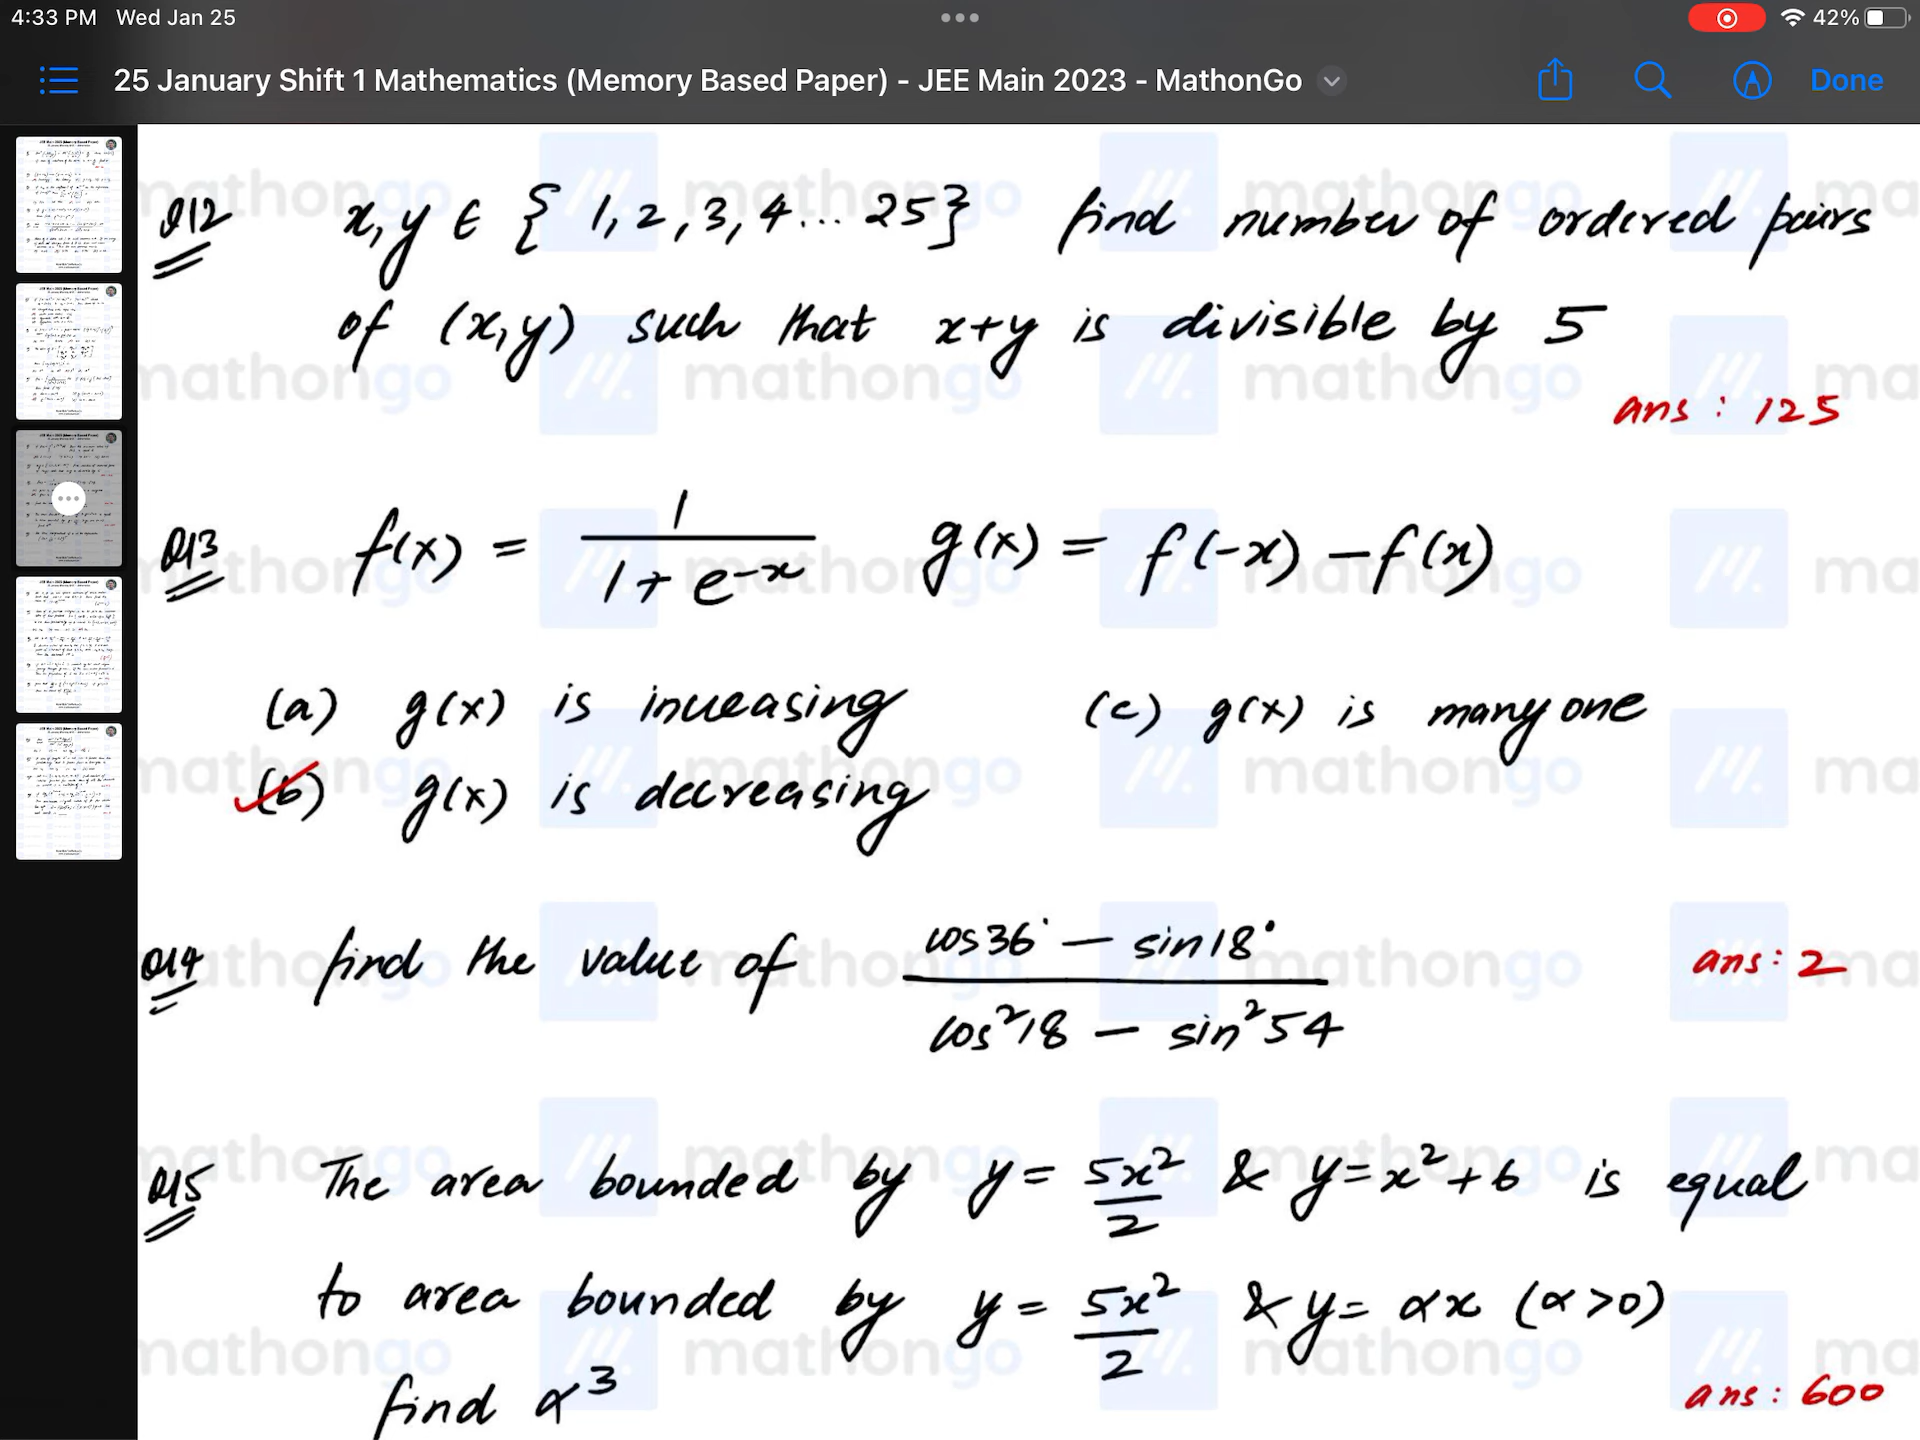 4:33 PM Wed Jan 25
42%
25 January Shift 1 Mathematics (Memory Based Paper) - JEE Main 2023 - MathonGo
Done
Q12 x, y ∈ { 1, 2, 3, 4... 25} find number of ordered pairs
of (x, y) such that x+y is divisible by 5
ans : 125
Q13 f(x) = 1/(1 + e^-x) g(x) = f(-x) - f(x)
(a) g(x) is increasing (c) g(x) is many one
(b) g(x) is decreasing
Q14 find the value of (cos 36° - sin 18°)/(cos²18 - sin²54) ans : 2
Q15 The area bounded by y = 5x²/2 & y = x² + 6 is equal
to area bounded by y = 5x²/2 & y = αx (α > 0)
find α³
ans : 600
mathongo